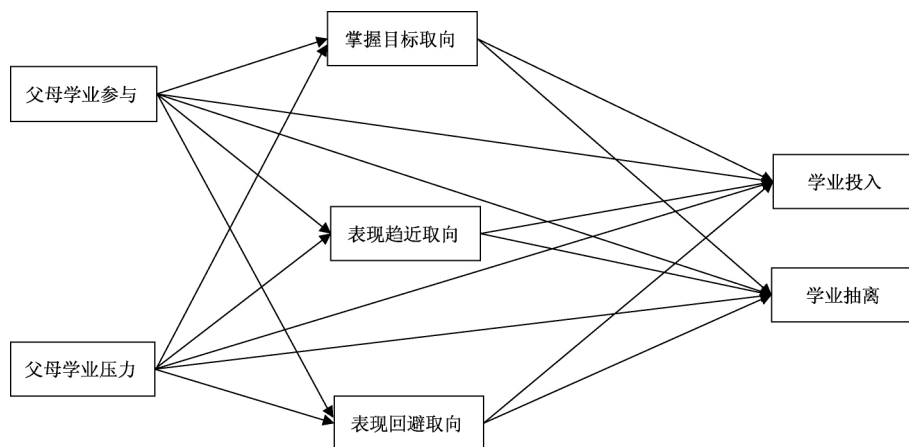 掌握目标取向
父母学业参与
学业投入
表现趋近取向
学业抽离
父母学业压力
表现回避取向